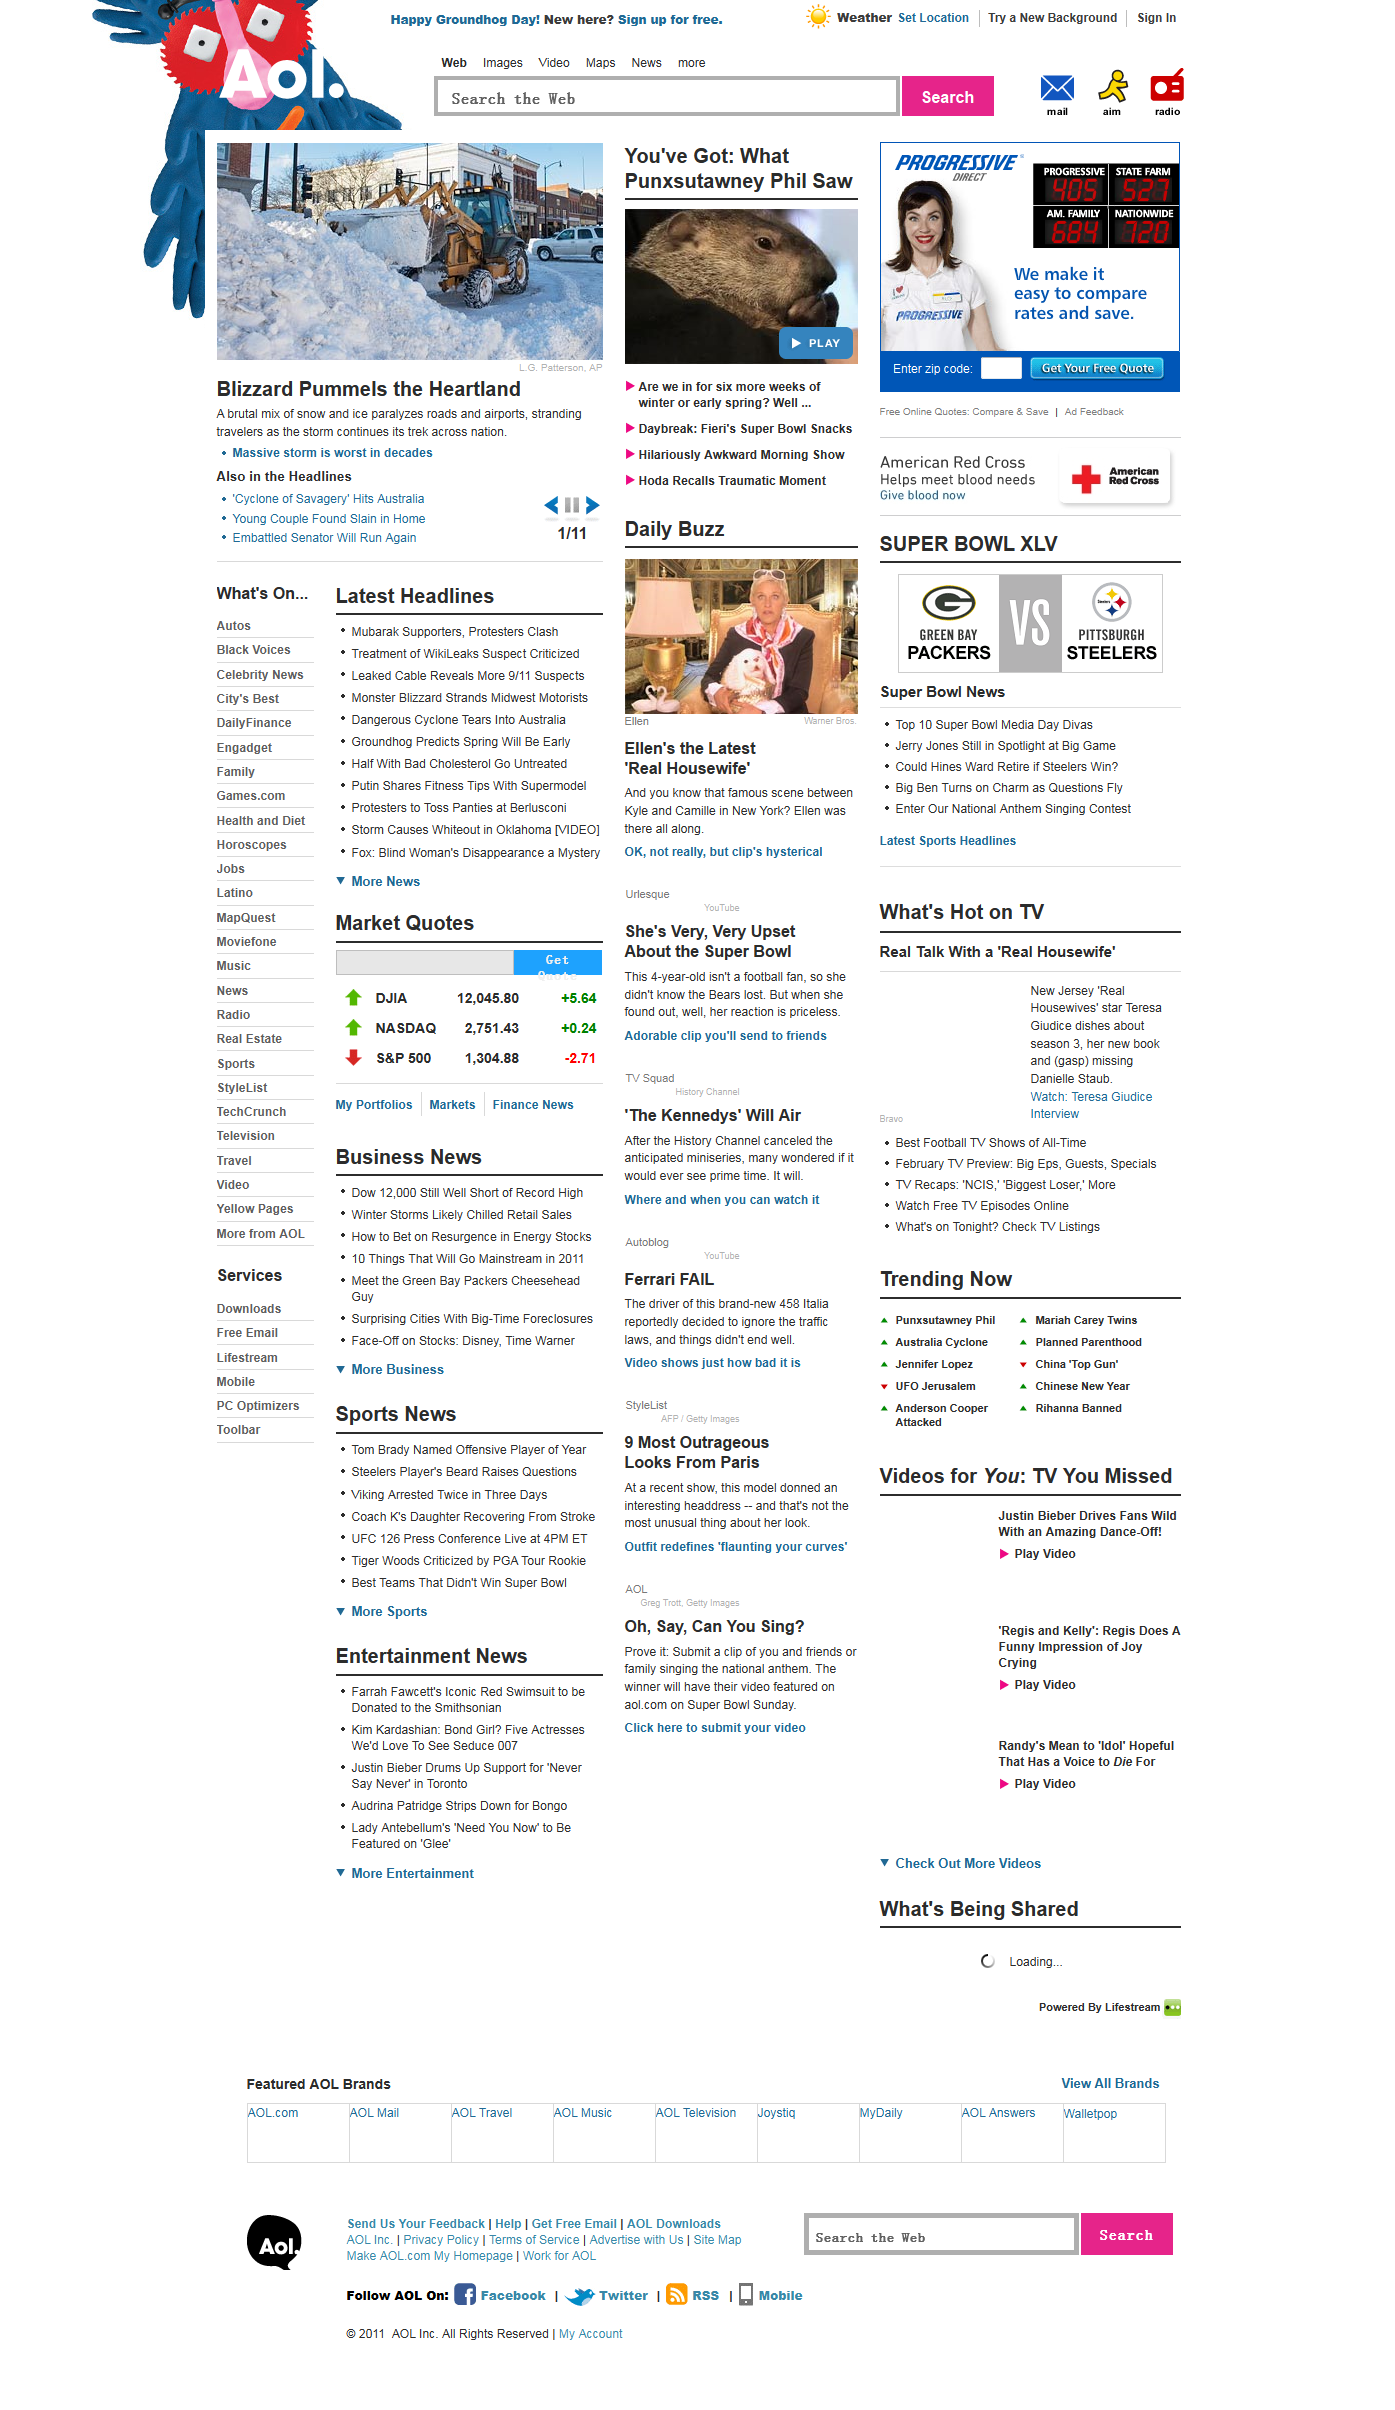 Happy Groundhog Day! New here? Sign up for free.
Weather Set Location Try a New Background Sign In
Aol.
Web Images Video Maps News more
Search the Web
Search
mail aim radio
L.G. Patterson, AP
Blizzard Pummels the Heartland
A brutal mix of snow and ice paralyzes roads and airports, stranding
travelers as the storm continues its trek across nation.
Massive storm is worst in decades
Also in the Headlines
'Cyclone of Savagery' Hits Australia
Young Couple Found Slain in Home
Embattled Senator Will Run Again
1/11
What's On...
Autos
Black Voices
Celebrity News
City's Best
DailyFinance
Engadget
Family
Games.com
Health and Diet
Horoscopes
Jobs
Latino
MapQuest
Moviefone
Music
News
Radio
Real Estate
Sports
StyleList
TechCrunch
Television
Travel
Video
Yellow Pages
More from AOL
Services
Downloads
Free Email
Lifestream
Mobile
PC Optimizers
Toolbar
Latest Headlines
Mubarak Supporters, Protesters Clash
Treatment of WikiLeaks Suspect Criticized
Leaked Cable Reveals More 9/11 Suspects
Monster Blizzard Strands Midwest Motorists
Dangerous Cyclone Tears Into Australia
Groundhog Predicts Spring Will Be Early
Half With Bad Cholesterol Go Untreated
Putin Shares Fitness Tips With Supermodel
Protesters to Toss Panties at Berlusconi
Storm Causes Whiteout in Oklahoma [VIDEO]
Fox: Blind Woman's Disappearance a Mystery
More News
Market Quotes
Get
Quote
DJIA 12,045.80 +5.64
NASDAQ 2,751.43 +0.24
S&P 500 1,304.88 -2.71
My Portfolios Markets Finance News
Business News
Dow 12,000 Still Well Short of Record High
Winter Storms Likely Chilled Retail Sales
How to Bet on Resurgence in Energy Stocks
10 Things That Will Go Mainstream in 2011
Meet the Green Bay Packers Cheesehead
Guy
Surprising Cities With Big-Time Foreclosures
Face-Off on Stocks: Disney, Time Warner
More Business
Sports News
Tom Brady Named Offensive Player of Year
Steelers Player's Beard Raises Questions
Viking Arrested Twice in Three Days
Coach K's Daughter Recovering From Stroke
UFC 126 Press Conference Live at 4PM ET
Tiger Woods Criticized by PGA Tour Rookie
Best Teams That Didn't Win Super Bowl
More Sports
Entertainment News
Farrah Fawcett's Iconic Red Swimsuit to be
Donated to the Smithsonian
Kim Kardashian: Bond Girl? Five Actresses
We'd Love To See Seduce 007
Justin Bieber Drums Up Support for 'Never
Say Never' in Toronto
Audrina Patridge Strips Down for Bongo
Lady Antebellum's 'Need You Now' to Be
Featured on 'Glee'
More Entertainment
You've Got: What
Punxsutawney Phil Saw
PLAY
Are we in for six more weeks of
winter or early spring? Well ...
Daybreak: Fieri's Super Bowl Snacks
Hilariously Awkward Morning Show
Hoda Recalls Traumatic Moment
Daily Buzz
Ellen Warner Bros.
Ellen's the Latest
'Real Housewife'
And you know that famous scene between
Kyle and Camille in New York? Ellen was
there all along.
OK, not really, but clip's hysterical
Urlesque
YouTube
She's Very, Very Upset
About the Super Bowl
This 4-year-old isn't a football fan, so she
didn't know the Bears lost. But when she
found out, well, her reaction is priceless.
Adorable clip you'll send to friends
TV Squad
History Channel
'The Kennedys' Will Air
After the History Channel canceled the
anticipated miniseries, many wondered if it
would ever see prime time. It will.
Where and when you can watch it
Autoblog
YouTube
Ferrari FAIL
The driver of this brand-new 458 Italia
reportedly decided to ignore the traffic
laws, and things didn't end well.
Video shows just how bad it is
StyleList
AFP / Getty Images
9 Most Outrageous
Looks From Paris
At a recent show, this model donned an
interesting headdress -- and that's not the
most unusual thing about her look.
Outfit redefines 'flaunting your curves'
AOL
Greg Trott, Getty Images
Oh, Say, Can You Sing?
Prove it: Submit a clip of you and friends or
family singing the national anthem. The
winner will have their video featured on
aol.com on Super Bowl Sunday.
Click here to submit your video
PROGRESSIVE
DIRECT
PROGRESSIVE STATE FARM
405 527
AM. FAMILY NATIONWIDE
684 720
We make it
easy to compare
rates and save.
PROGRESSIVE
Enter zip code: Get Your Free Quote
Free Online Quotes: Compare & Save | Ad Feedback
American Red Cross
Helps meet blood needs
Give blood now
American
Red Cross
SUPER BOWL XLV
GREEN BAY
PACKERS
VS
Steelers
PITTSBURGH
STEELERS
Super Bowl News
Top 10 Super Bowl Media Day Divas
Jerry Jones Still in Spotlight at Big Game
Could Hines Ward Retire if Steelers Win?
Big Ben Turns on Charm as Questions Fly
Enter Our National Anthem Singing Contest
Latest Sports Headlines
What's Hot on TV
Real Talk With a 'Real Housewife'
New Jersey 'Real
Housewives' star Teresa
Giudice dishes about
season 3, her new book
and (gasp) missing
Danielle Staub.
Watch: Teresa Giudice
Interview
Bravo
Best Football TV Shows of All-Time
February TV Preview: Big Eps, Guests, Specials
TV Recaps: 'NCIS,' 'Biggest Loser,' More
Watch Free TV Episodes Online
What's on Tonight? Check TV Listings
Trending Now
Punxsutawney Phil
Australia Cyclone
Jennifer Lopez
UFO Jerusalem
Anderson Cooper
Attacked
Mariah Carey Twins
Planned Parenthood
China 'Top Gun'
Chinese New Year
Rihanna Banned
Videos for You: TV You Missed
Justin Bieber Drives Fans Wild
With an Amazing Dance-Off!
Play Video
'Regis and Kelly': Regis Does A
Funny Impression of Joy
Crying
Play Video
Randy's Mean to 'Idol' Hopeful
That Has a Voice to Die For
Play Video
Check Out More Videos
What's Being Shared
Loading...
Powered By Lifestream
Featured AOL Brands View All Brands
AOL.com AOL Mail AOL Travel AOL Music AOL Television Joystiq MyDaily AOL Answers Walletpop
Aol.
Send Us Your Feedback | Help | Get Free Email | AOL Downloads
AOL Inc. | Privacy Policy | Terms of Service | Advertise with Us | Site Map
Make AOL.com My Homepage | Work for AOL
Search the Web
Search
Follow AOL On: Facebook | Twitter | RSS | Mobile
© 2011 AOL Inc. All Rights Reserved | My Account